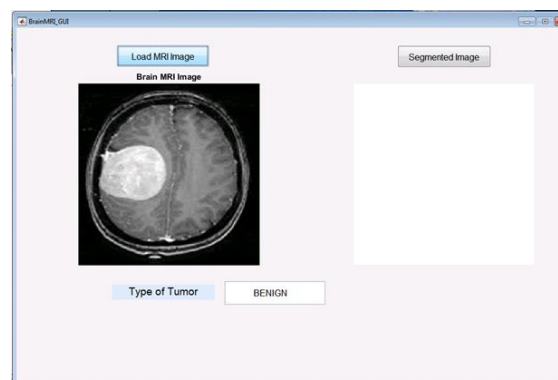 BrainMRI_GUI
Load MRI Image
Segmented Image
Brain MRI Image
Type of Tumor
BENIGN